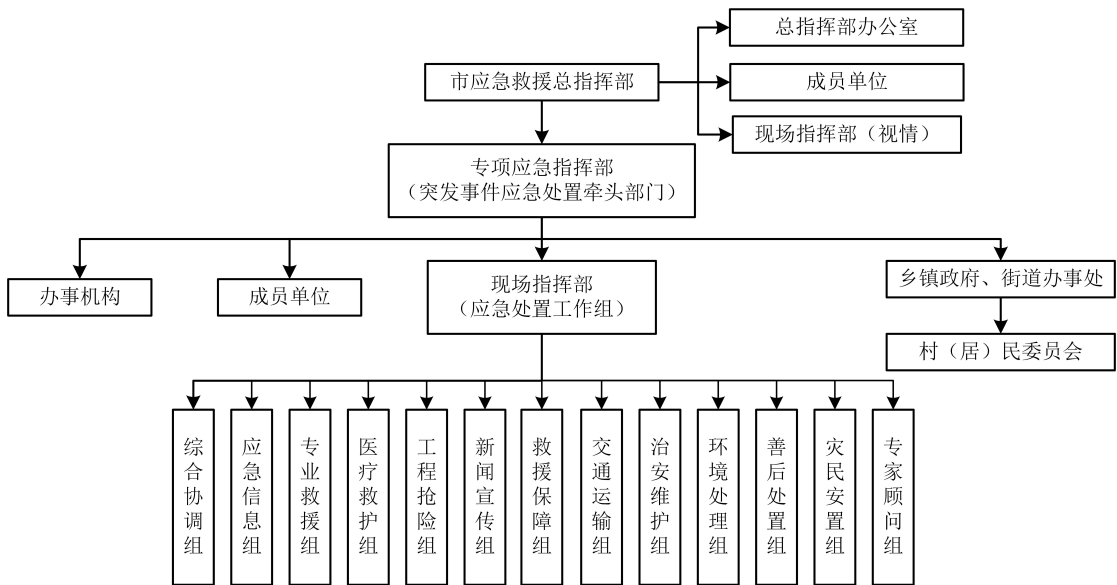 总指挥部办公室
市应急救援总指挥部
成员单位
现场指挥部（视情）
专项应急指挥部
（突发事件应急处置牵头部门）
办事机构
成员单位
现场指挥部
（应急处置工作组）
乡镇政府、街道办事处
村（居）民委员会
综合协调组
应急信息组
专业救援组
医疗救护组
工程抢险组
新闻宣传组
救援保障组
交通运输组
治安维护组
环境处理组
善后处置组
灾民安置组
专家顾问组